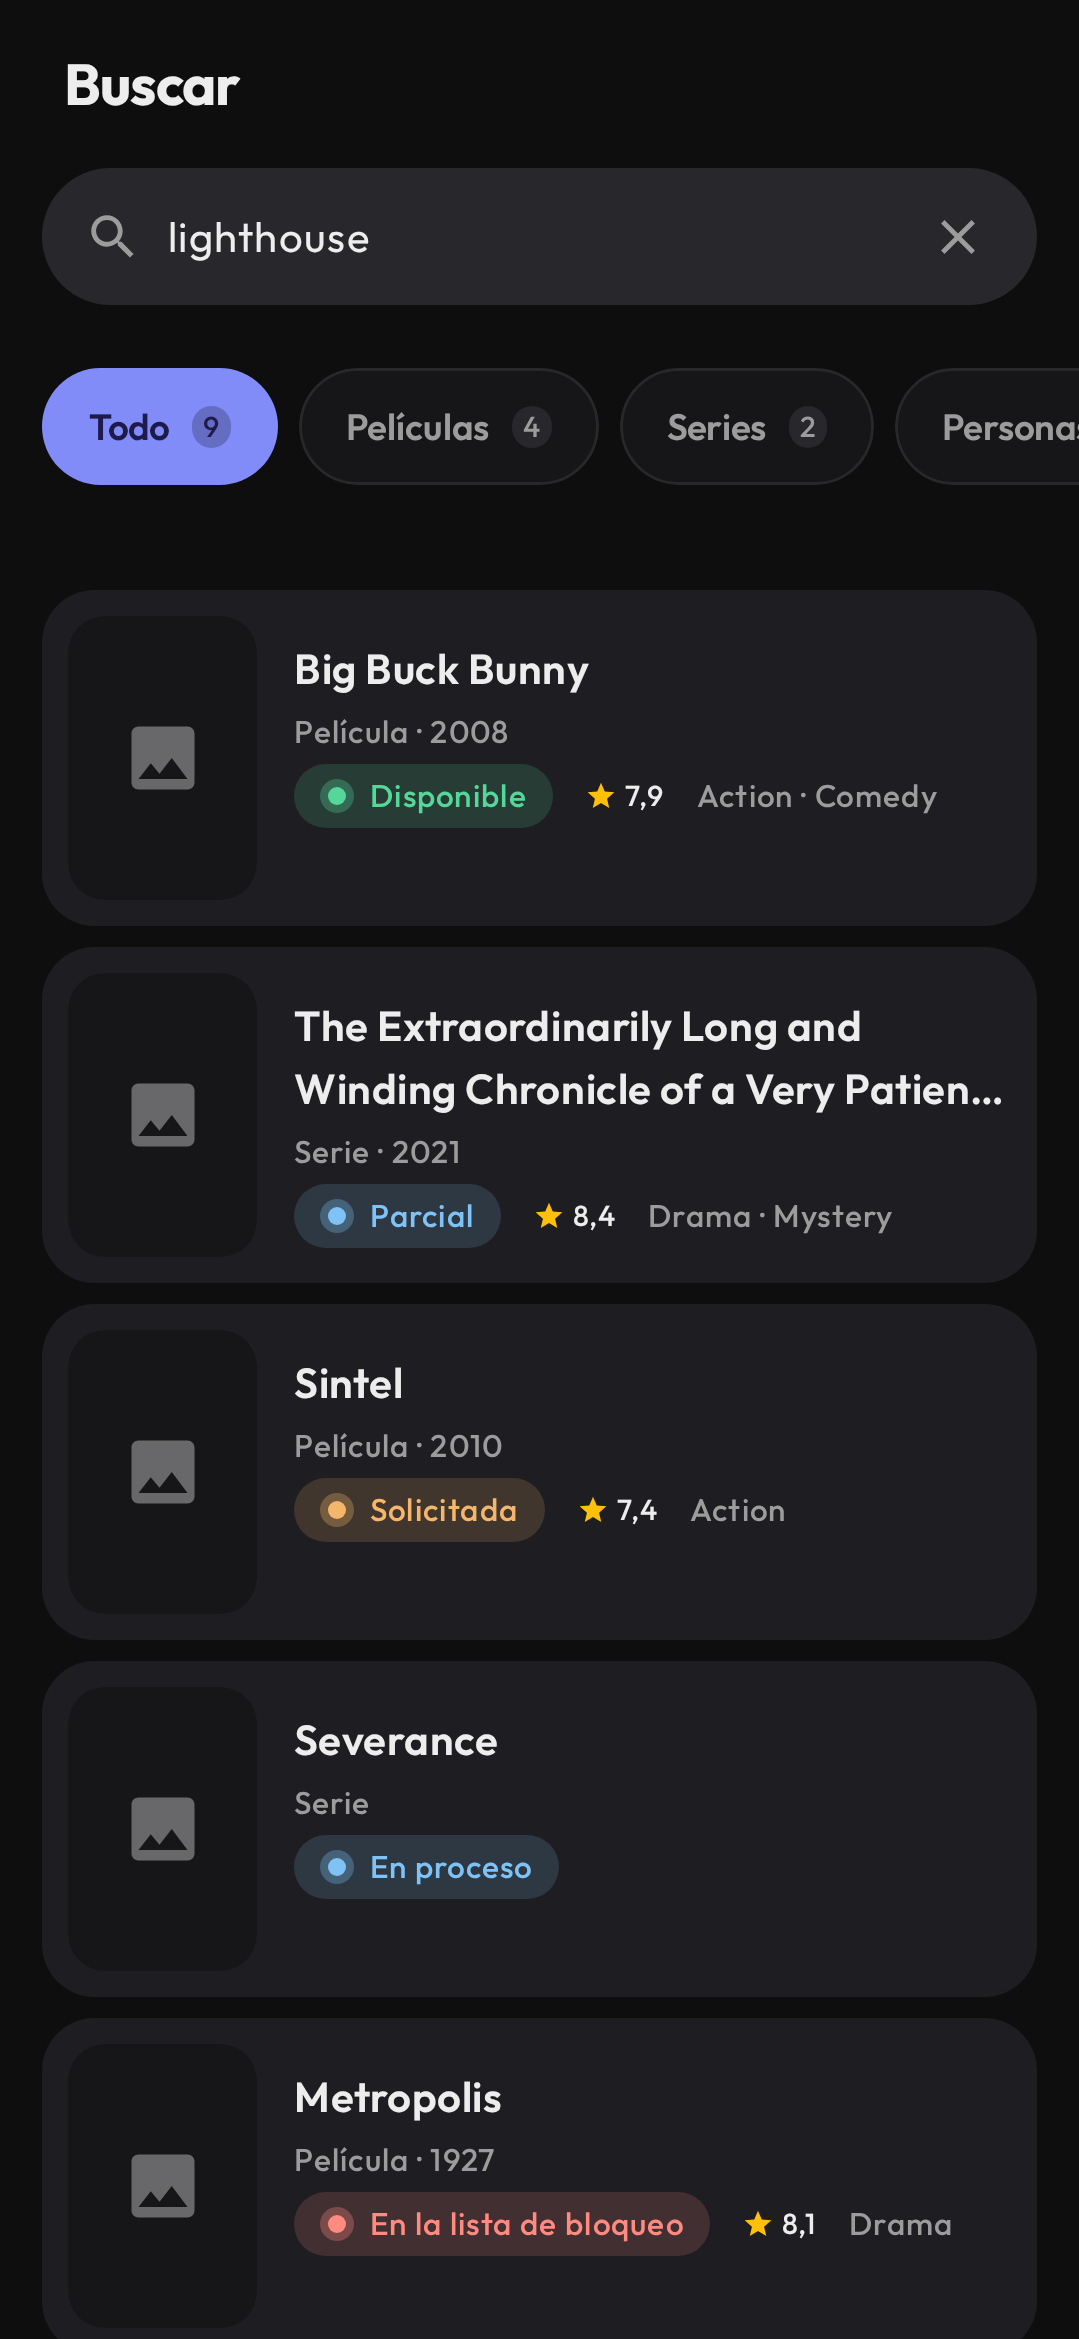 Buscar
lighthouse
Todo 9
Películas 4
Series 2
Personas
Big Buck Bunny
Película · 2008
Disponible 7,9 Action · Comedy
The Extraordinarily Long and
Winding Chronicle of a Very Patien...
Serie · 2021
Parcial 8,4 Drama · Mystery
Sintel
Película · 2010
Solicitada 7,4 Action
Severance
Serie
En proceso
Metropolis
Película · 1927
En la lista de bloqueo 8,1 Drama